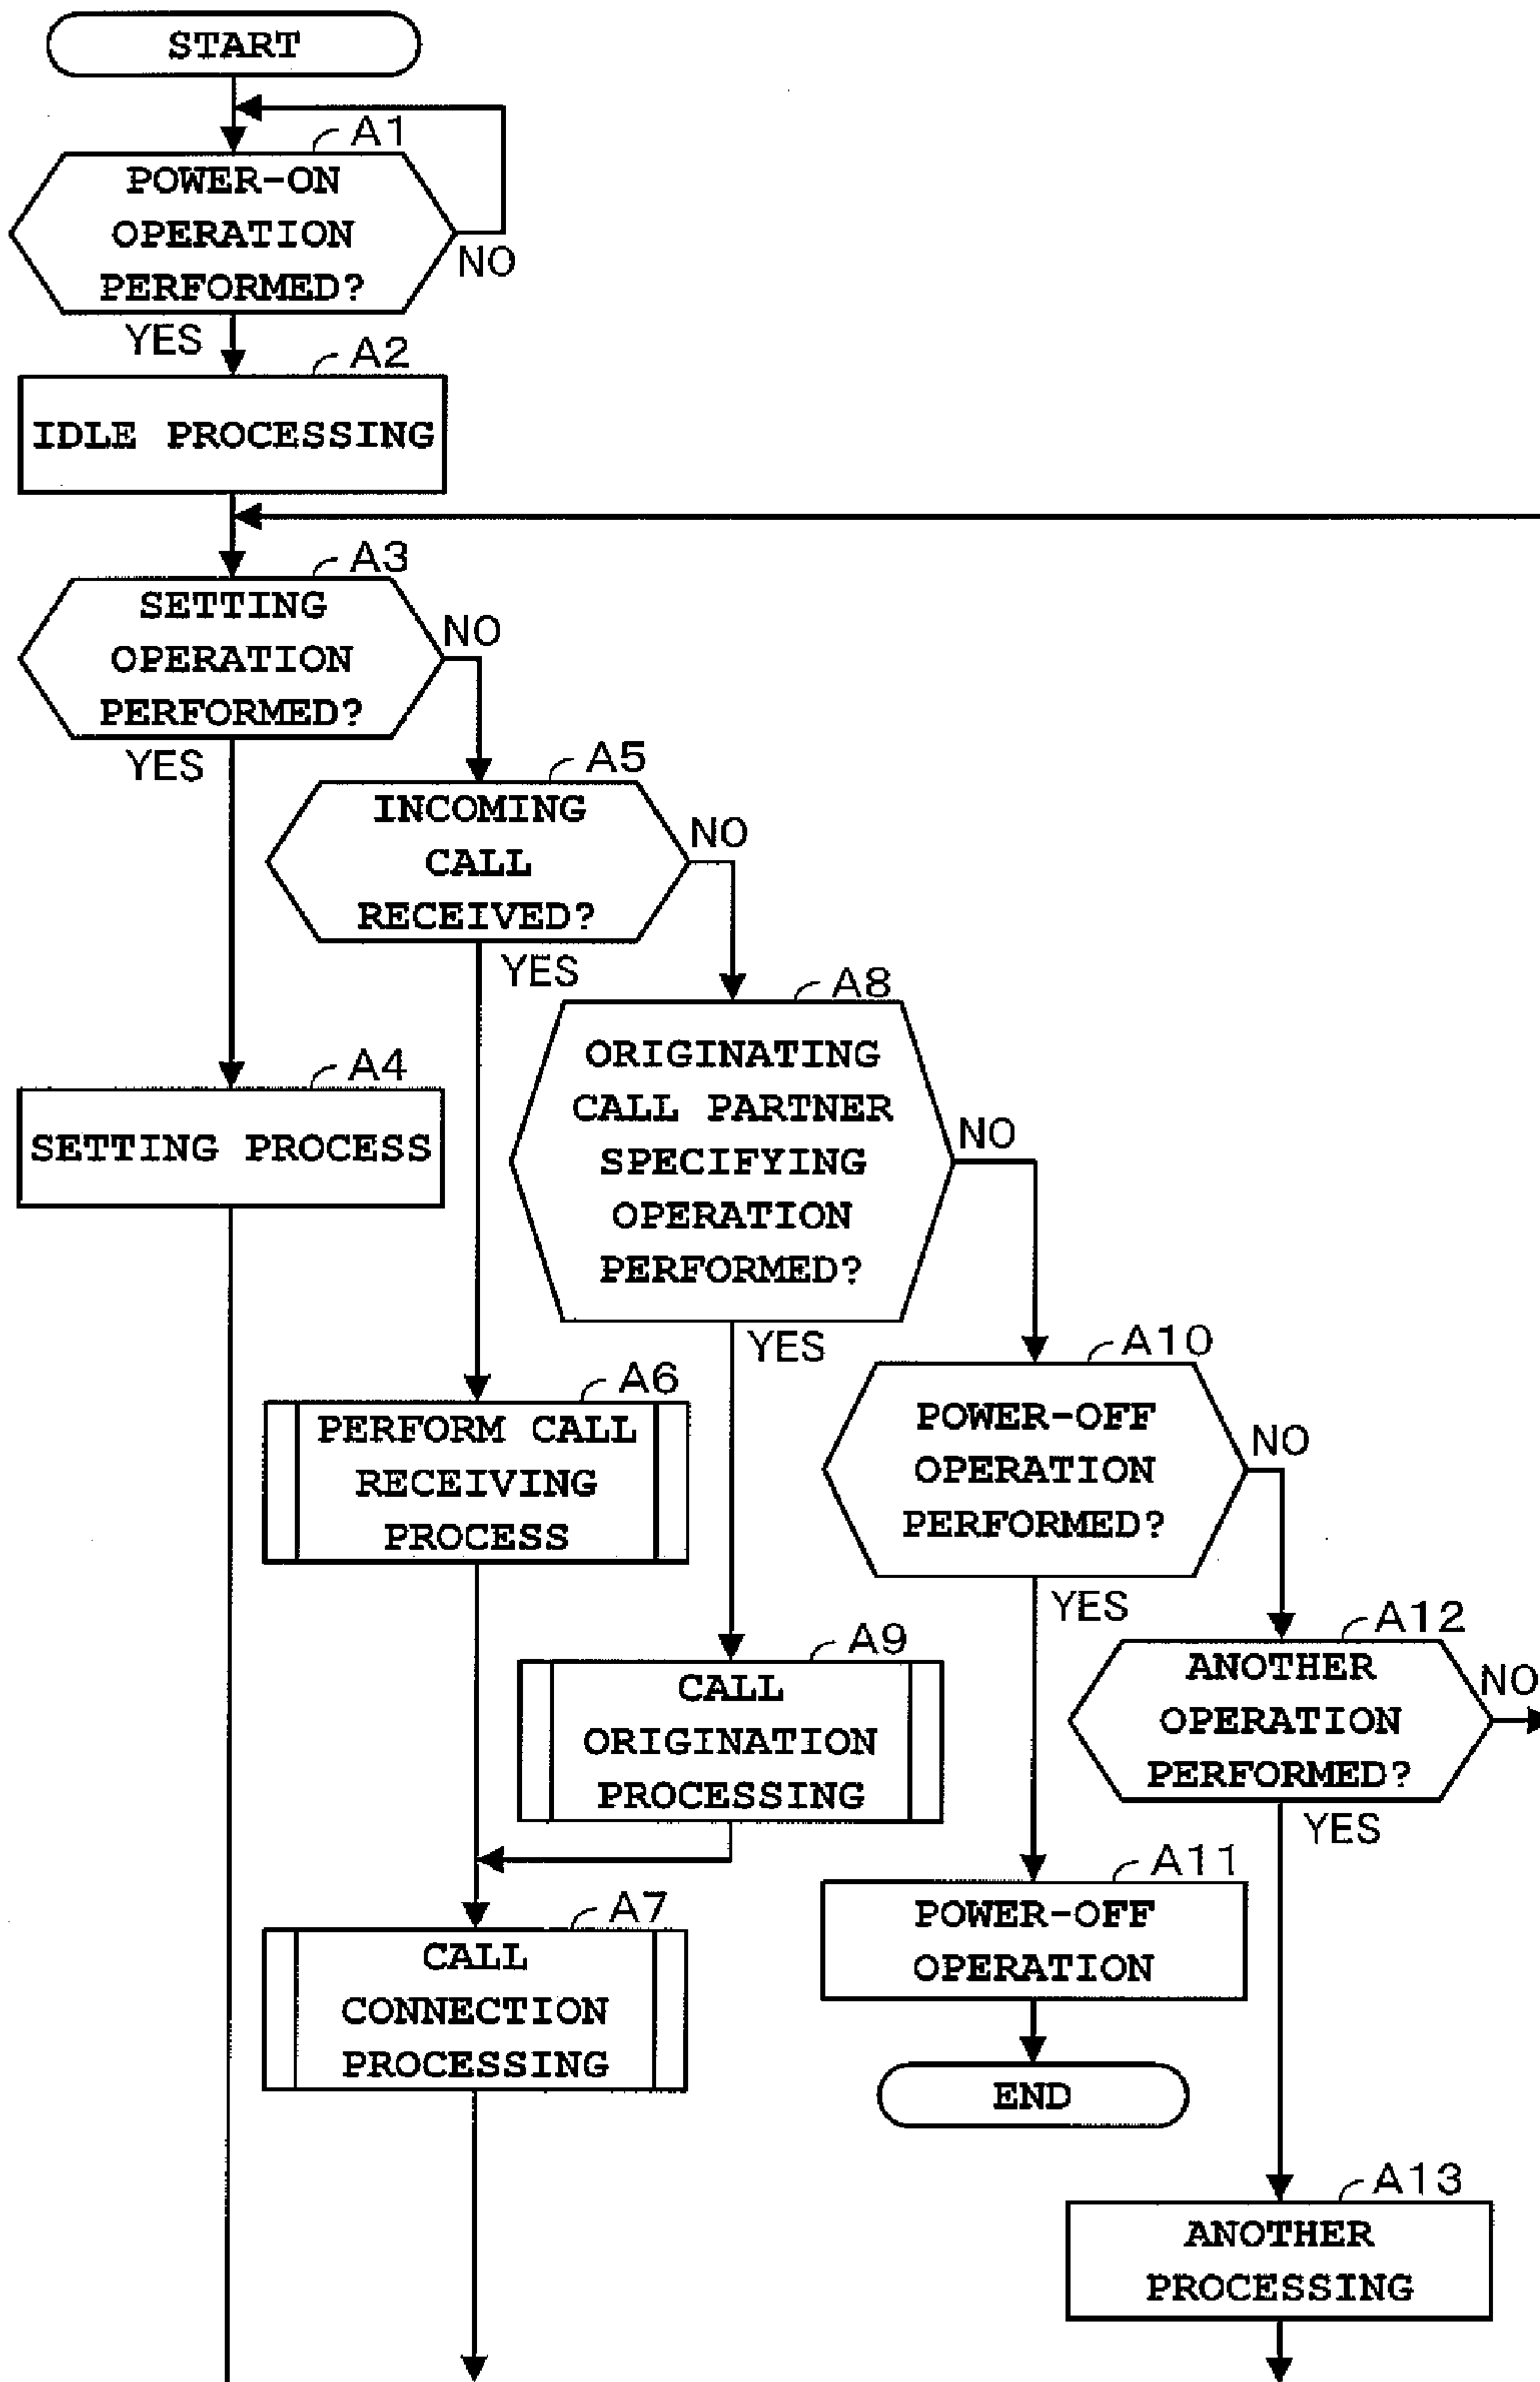 START
A1
POWER-ON
OPERATION
PERFORMED?
NO
YES
A2
IDLE PROCESSING
A3
SETTING
OPERATION
PERFORMED?
NO
YES
A5
INCOMING
CALL
RECEIVED?
NO
YES
A8
ORIGINATING
CALL PARTNER
SPECIFYING
OPERATION
PERFORMED?
NO
YES
A4
SETTING PROCESS
A10
POWER-OFF
OPERATION
PERFORMED?
NO
YES
A6
PERFORM CALL
RECEIVING
PROCESS
A12
ANOTHER
OPERATION
PERFORMED?
NO
YES
A9
CALL
ORIGINATION
PROCESSING
A11
POWER-OFF
OPERATION
A7
CALL
CONNECTION
PROCESSING
END
A13
ANOTHER
PROCESSING